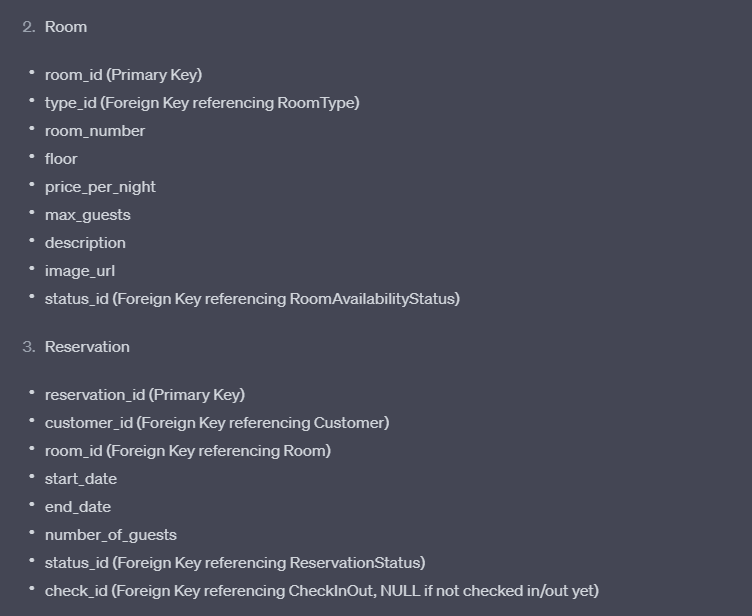 2. Room
• room_id (Primary Key)
• type_id (Foreign Key referencing RoomType)
• room_number
• floor
• price_per_night
• max_guests
• description
• image_url
• status_id (Foreign Key referencing RoomAvailabilityStatus)
3. Reservation
• reservation_id (Primary Key)
• customer_id (Foreign Key referencing Customer)
• room_id (Foreign Key referencing Room)
• start_date
• end_date
• number_of_guests
• status_id (Foreign Key referencing ReservationStatus)
• check_id (Foreign Key referencing CheckInOut, NULL if not checked in/out yet)